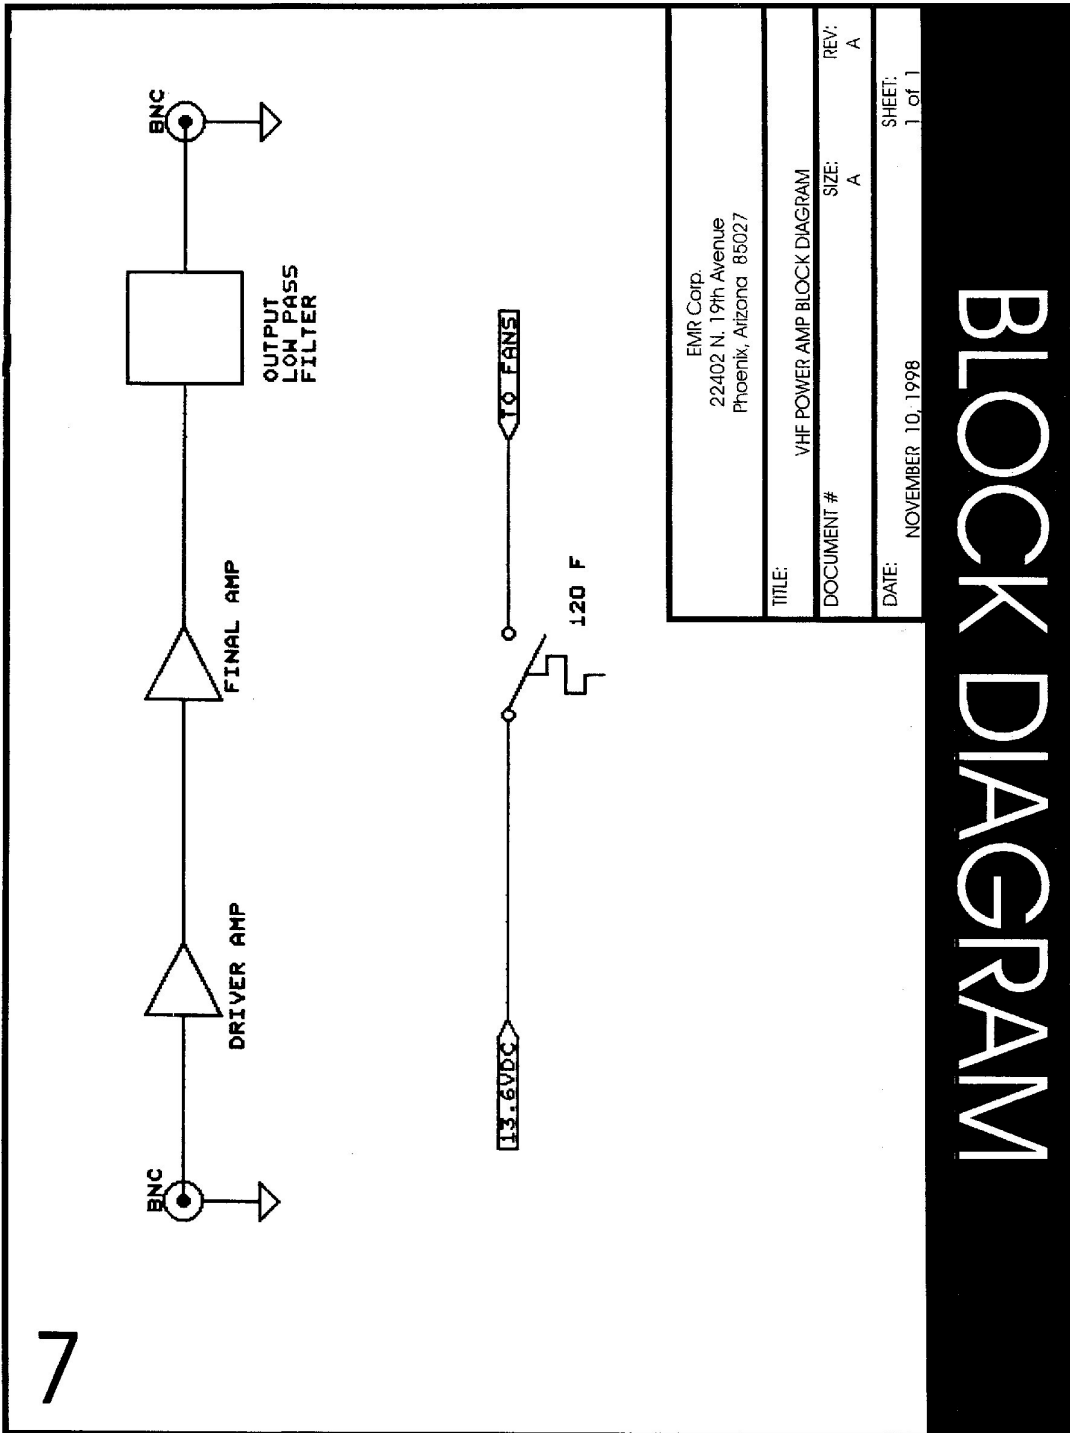 7
BNC
DRIVER AMP
FINAL AMP
OUTPUT
LOW PASS
FILTER
BNC
13.6VDC
120 F
TO FANS
EMR Corp.
22402 N. 19th Avenue
Phoenix, Arizona 85027
TITLE:
VHF POWER AMP BLOCK DIAGRAM
DOCUMENT #
SIZE:
A
REV:
A
DATE:
NOVEMBER 10, 1998
SHEET:
1 of 1
BLOCK DIAGRAM